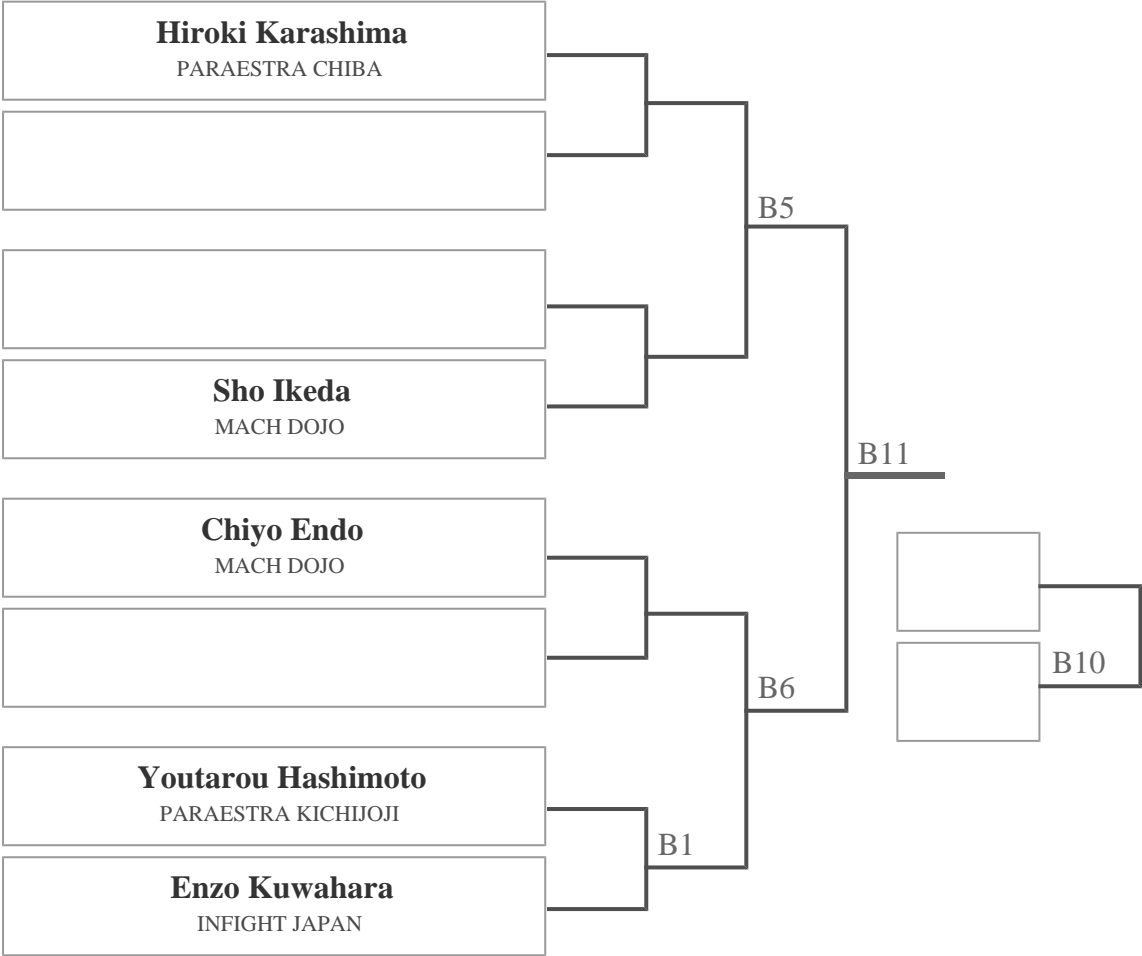 Hiroki Karashima
PARAESTRA CHIBA
B5
Sho Ikeda
MACH DOJO
B11
Chiyo Endo
MACH DOJO
B10
B6
Youtarou Hashimoto
PARAESTRA KICHIJOJI
B1
Enzo Kuwahara
INFIGHT JAPAN